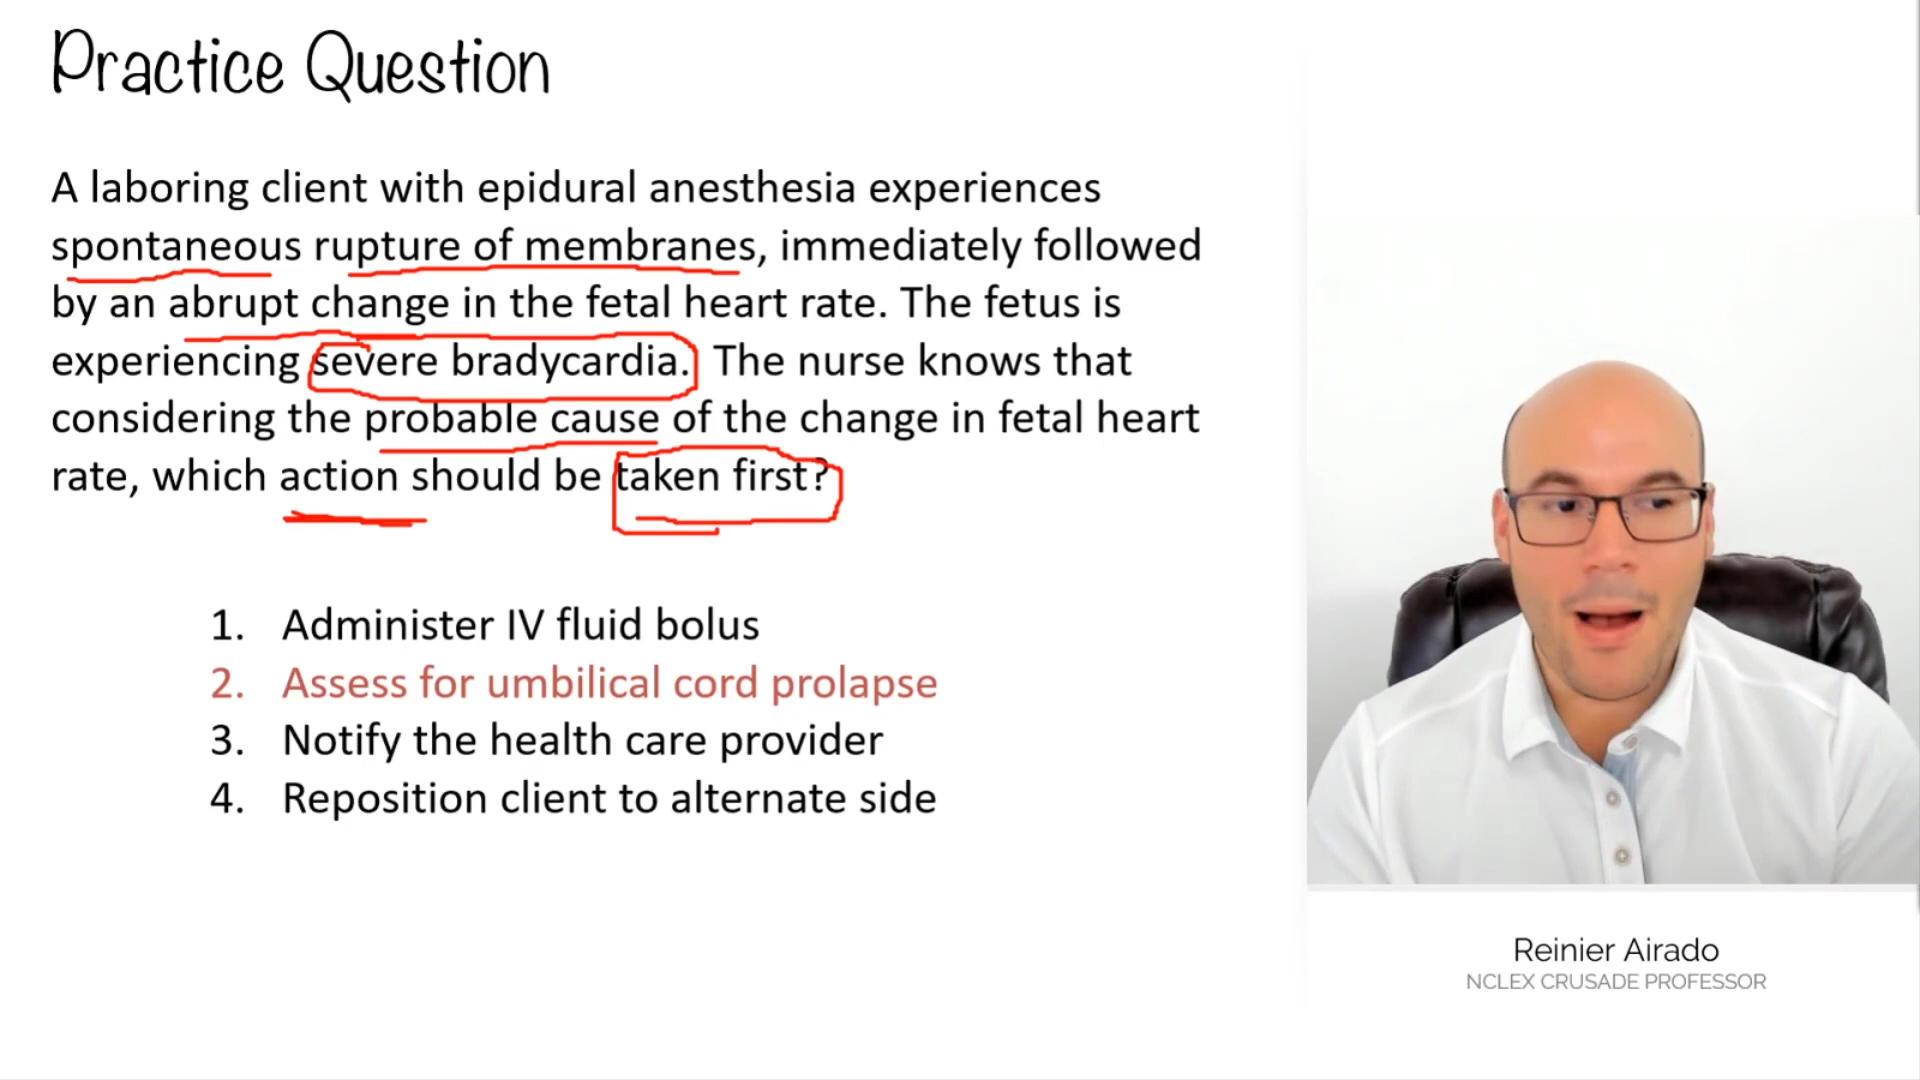 Practice Question
A laboring client with epidural anesthesia experiences
spontaneous rupture of membranes, immediately followed
by an abrupt change in the fetal heart rate. The fetus is
experiencing severe bradycardia. The nurse knows that
considering the probable cause of the change in fetal heart
rate, which action should be taken first?
1. Administer IV fluid bolus
2. Assess for umbilical cord prolapse
3. Notify the health care provider
4. Reposition client to alternate side
Reinier Airado
NCLEX CRUSADE PROFESSOR